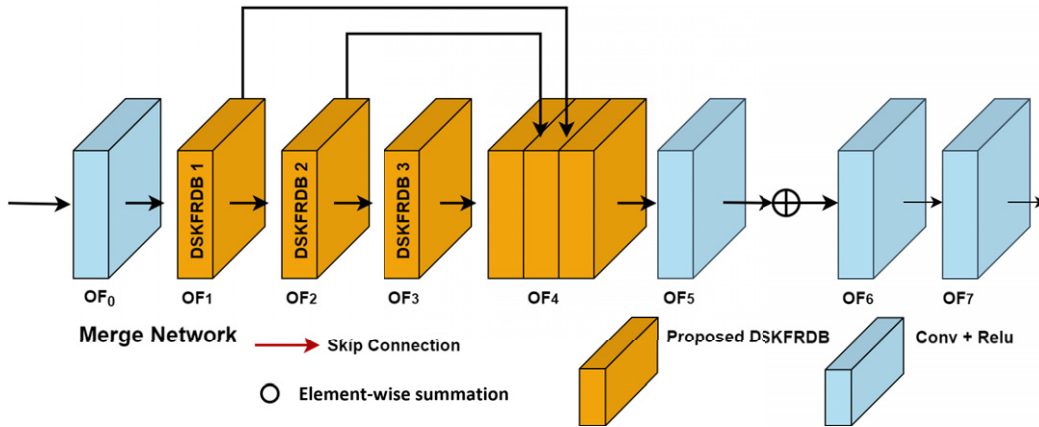 DSKFRDB 1
DSKFRDB 2
DSKFRDB 3
OF0
OF1
OF2
OF3
OF4
OF5
OF6
OF7
Merge Network
Skip Connection
Proposed DSKFRDB
Conv + Relu
Element-wise summation